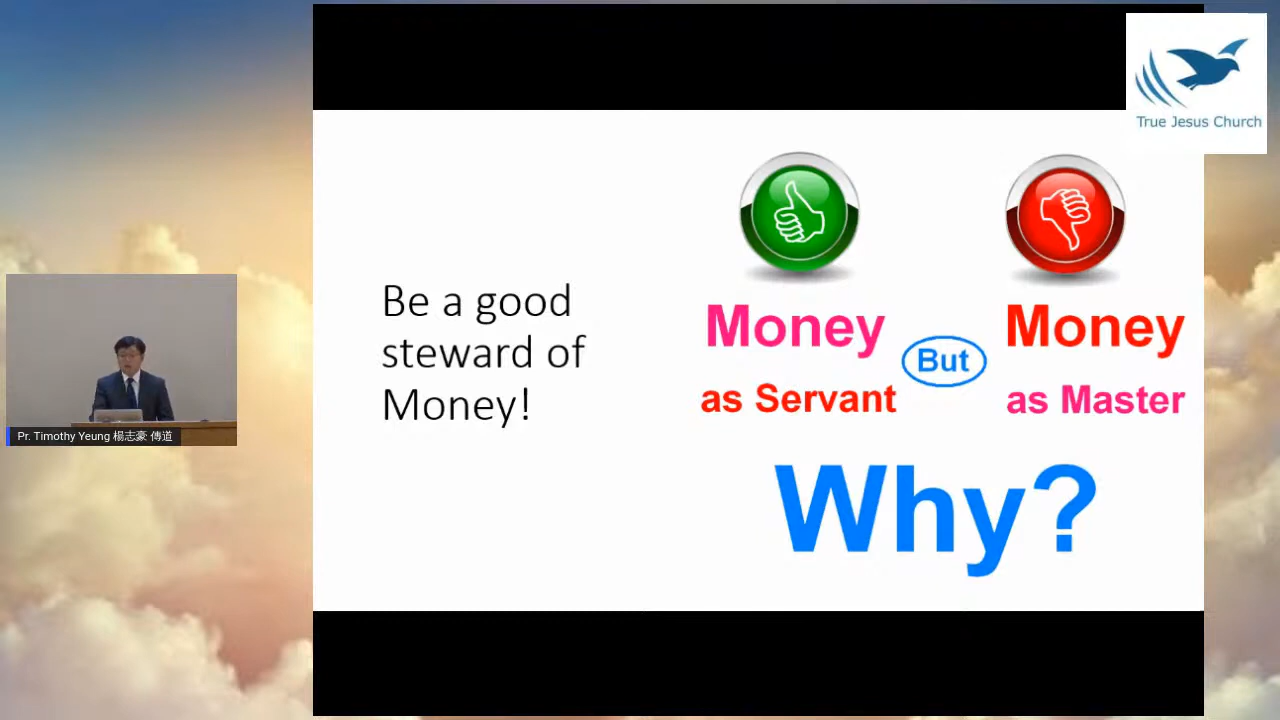 True Jesus Church
Be a good
steward of
Money!
Money
as Servant
But
Money
as Master
Why?
Pr. Timothy Yeung 楊志豪 傳道